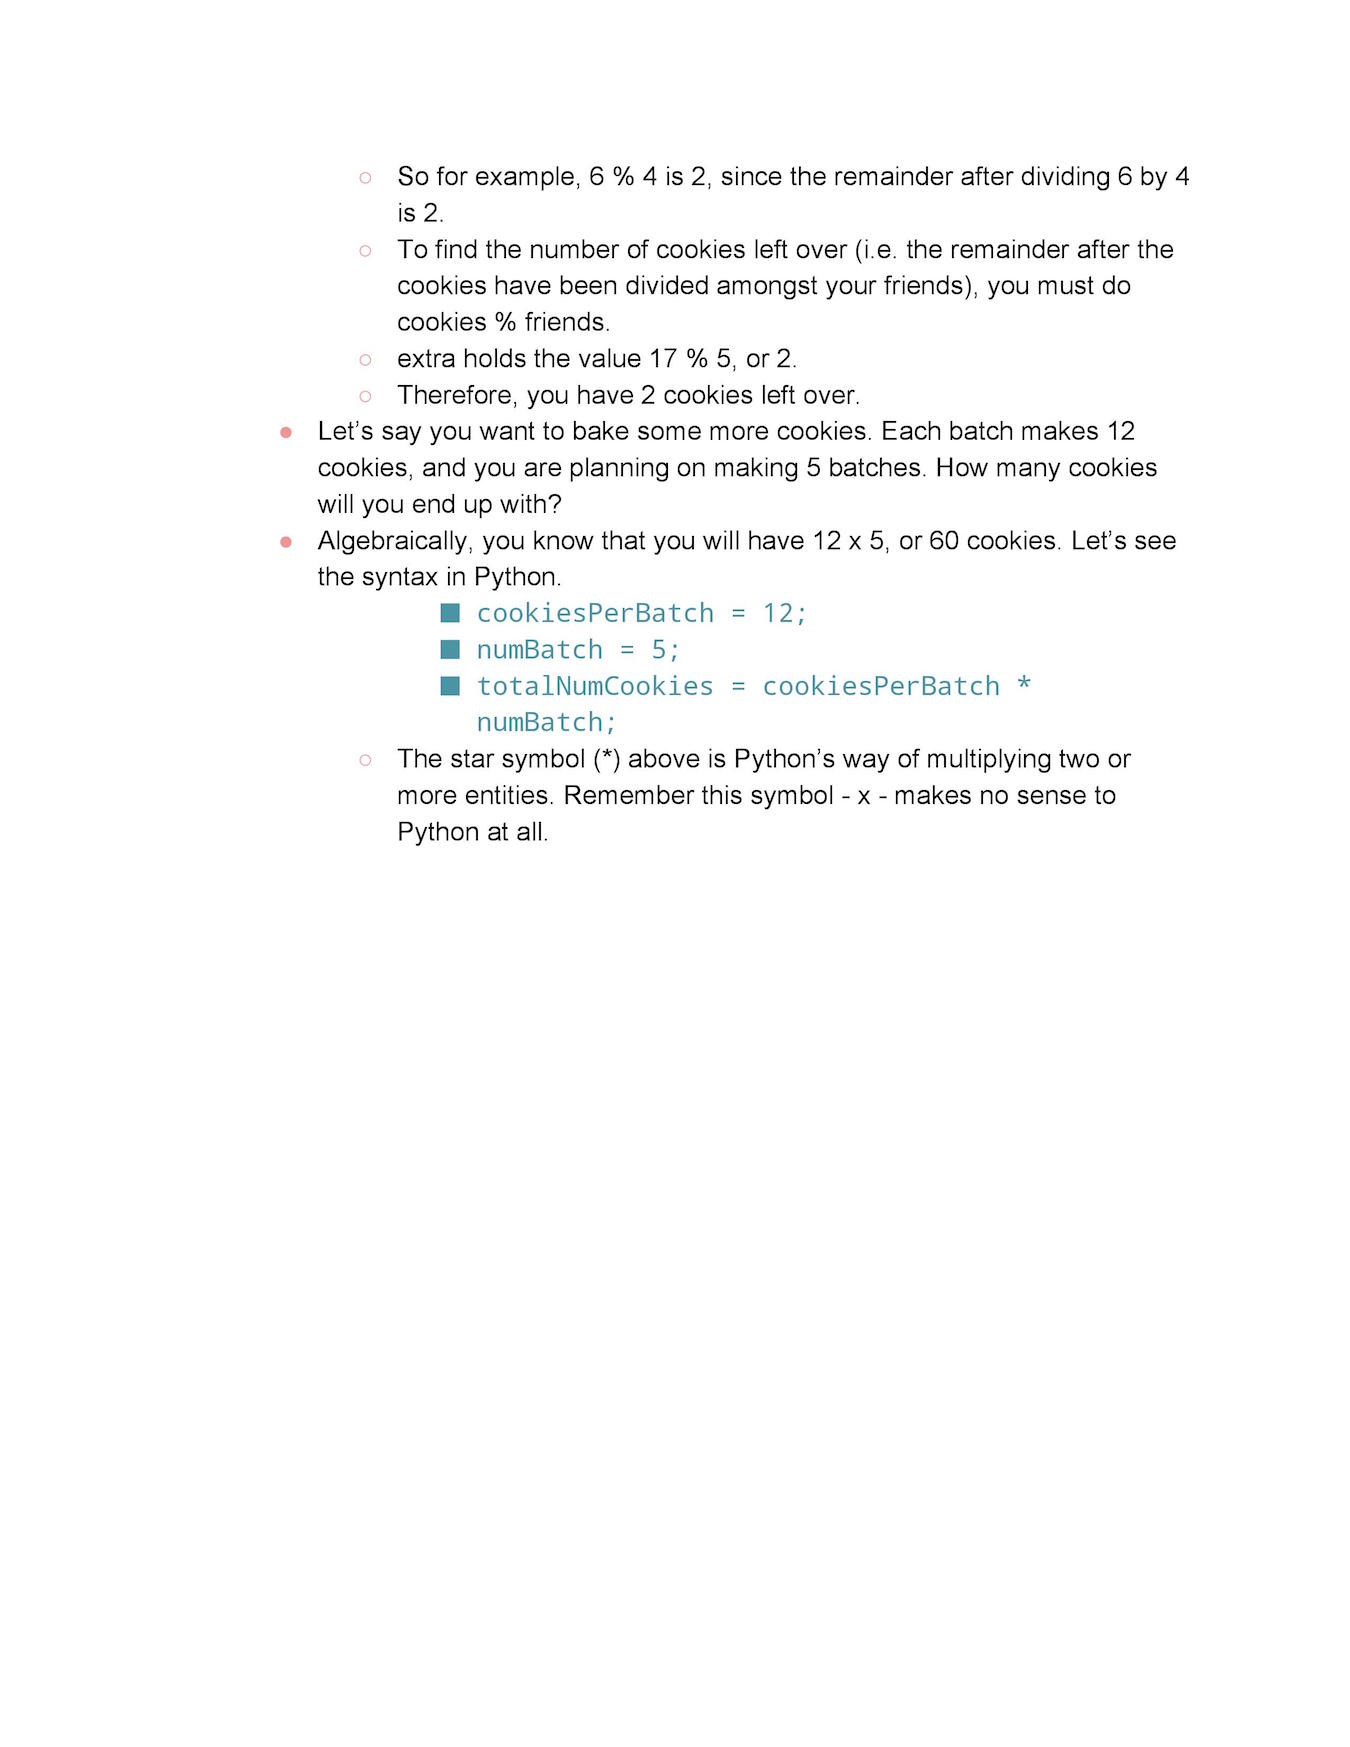 ○ So for example, 6 % 4 is 2, since the remainder after dividing 6 by 4
is 2.
○ To find the number of cookies left over (i.e. the remainder after the
cookies have been divided amongst your friends), you must do
cookies % friends.
○ extra holds the value 17 % 5, or 2.
○ Therefore, you have 2 cookies left over.
● Let’s say you want to bake some more cookies. Each batch makes 12
cookies, and you are planning on making 5 batches. How many cookies
will you end up with?
● Algebraically, you know that you will have 12 x 5, or 60 cookies. Let’s see
the syntax in Python.
■ cookiesPerBatch = 12;
■ numBatch = 5;
■ totalNumCookies = cookiesPerBatch *
numBatch;
○ The star symbol (*) above is Python’s way of multiplying two or
more entities. Remember this symbol - x - makes no sense to
Python at all.